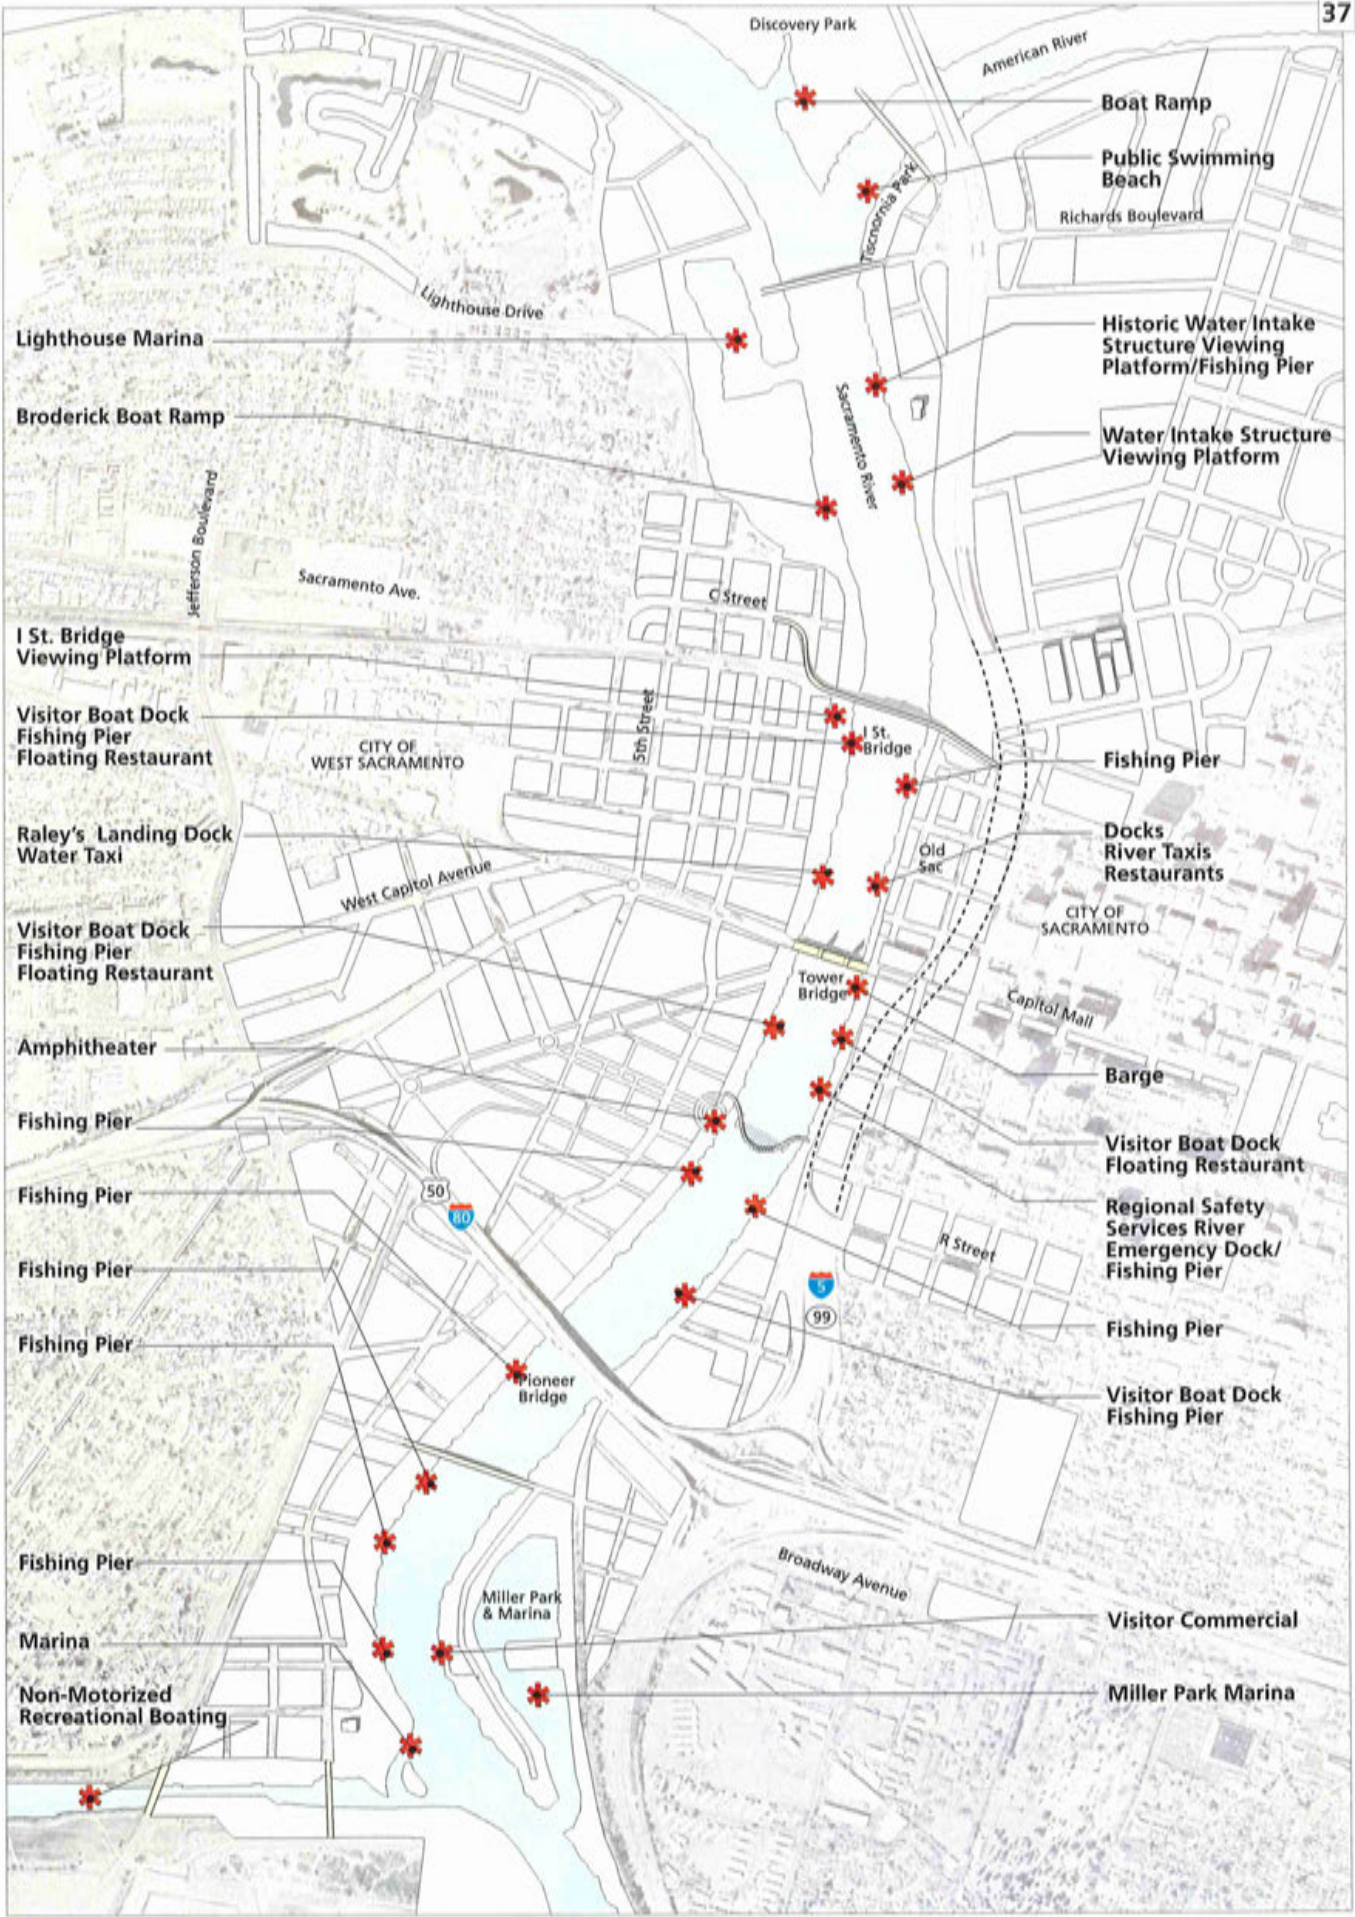 37
Discovery Park
American River
Boat Ramp
Public Swimming
Beach
Tiscnornia Park
Richards Boulevard
Lighthouse Drive
Lighthouse Marina
Historic Water Intake
Structure Viewing
Platform/Fishing Pier
Broderick Boat Ramp
Sacramento River
Water Intake Structure
Viewing Platform
Jefferson Boulevard
Sacramento Ave.
C Street
I St. Bridge
Viewing Platform
5th Street
Visitor Boat Dock
Fishing Pier
Floating Restaurant
CITY OF
WEST SACRAMENTO
I St.
Bridge
Fishing Pier
Raley's Landing Dock
Water Taxi
Old
Sac
Docks
River Taxis
Restaurants
West Capitol Avenue
CITY OF
SACRAMENTO
Visitor Boat Dock
Fishing Pier
Floating Restaurant
Tower
Bridge
Capitol Mall
Amphitheater
Barge
Fishing Pier
Visitor Boat Dock
Floating Restaurant
Fishing Pier
50
80
Regional Safety
Services River
Emergency Dock/
Fishing Pier
R Street
Fishing Pier
5
99
Fishing Pier
Fishing Pier
Pioneer
Bridge
Visitor Boat Dock
Fishing Pier
Fishing Pier
Broadway Avenue
Miller Park
& Marina
Visitor Commercial
Marina
Non-Motorized
Recreational Boating
Miller Park Marina